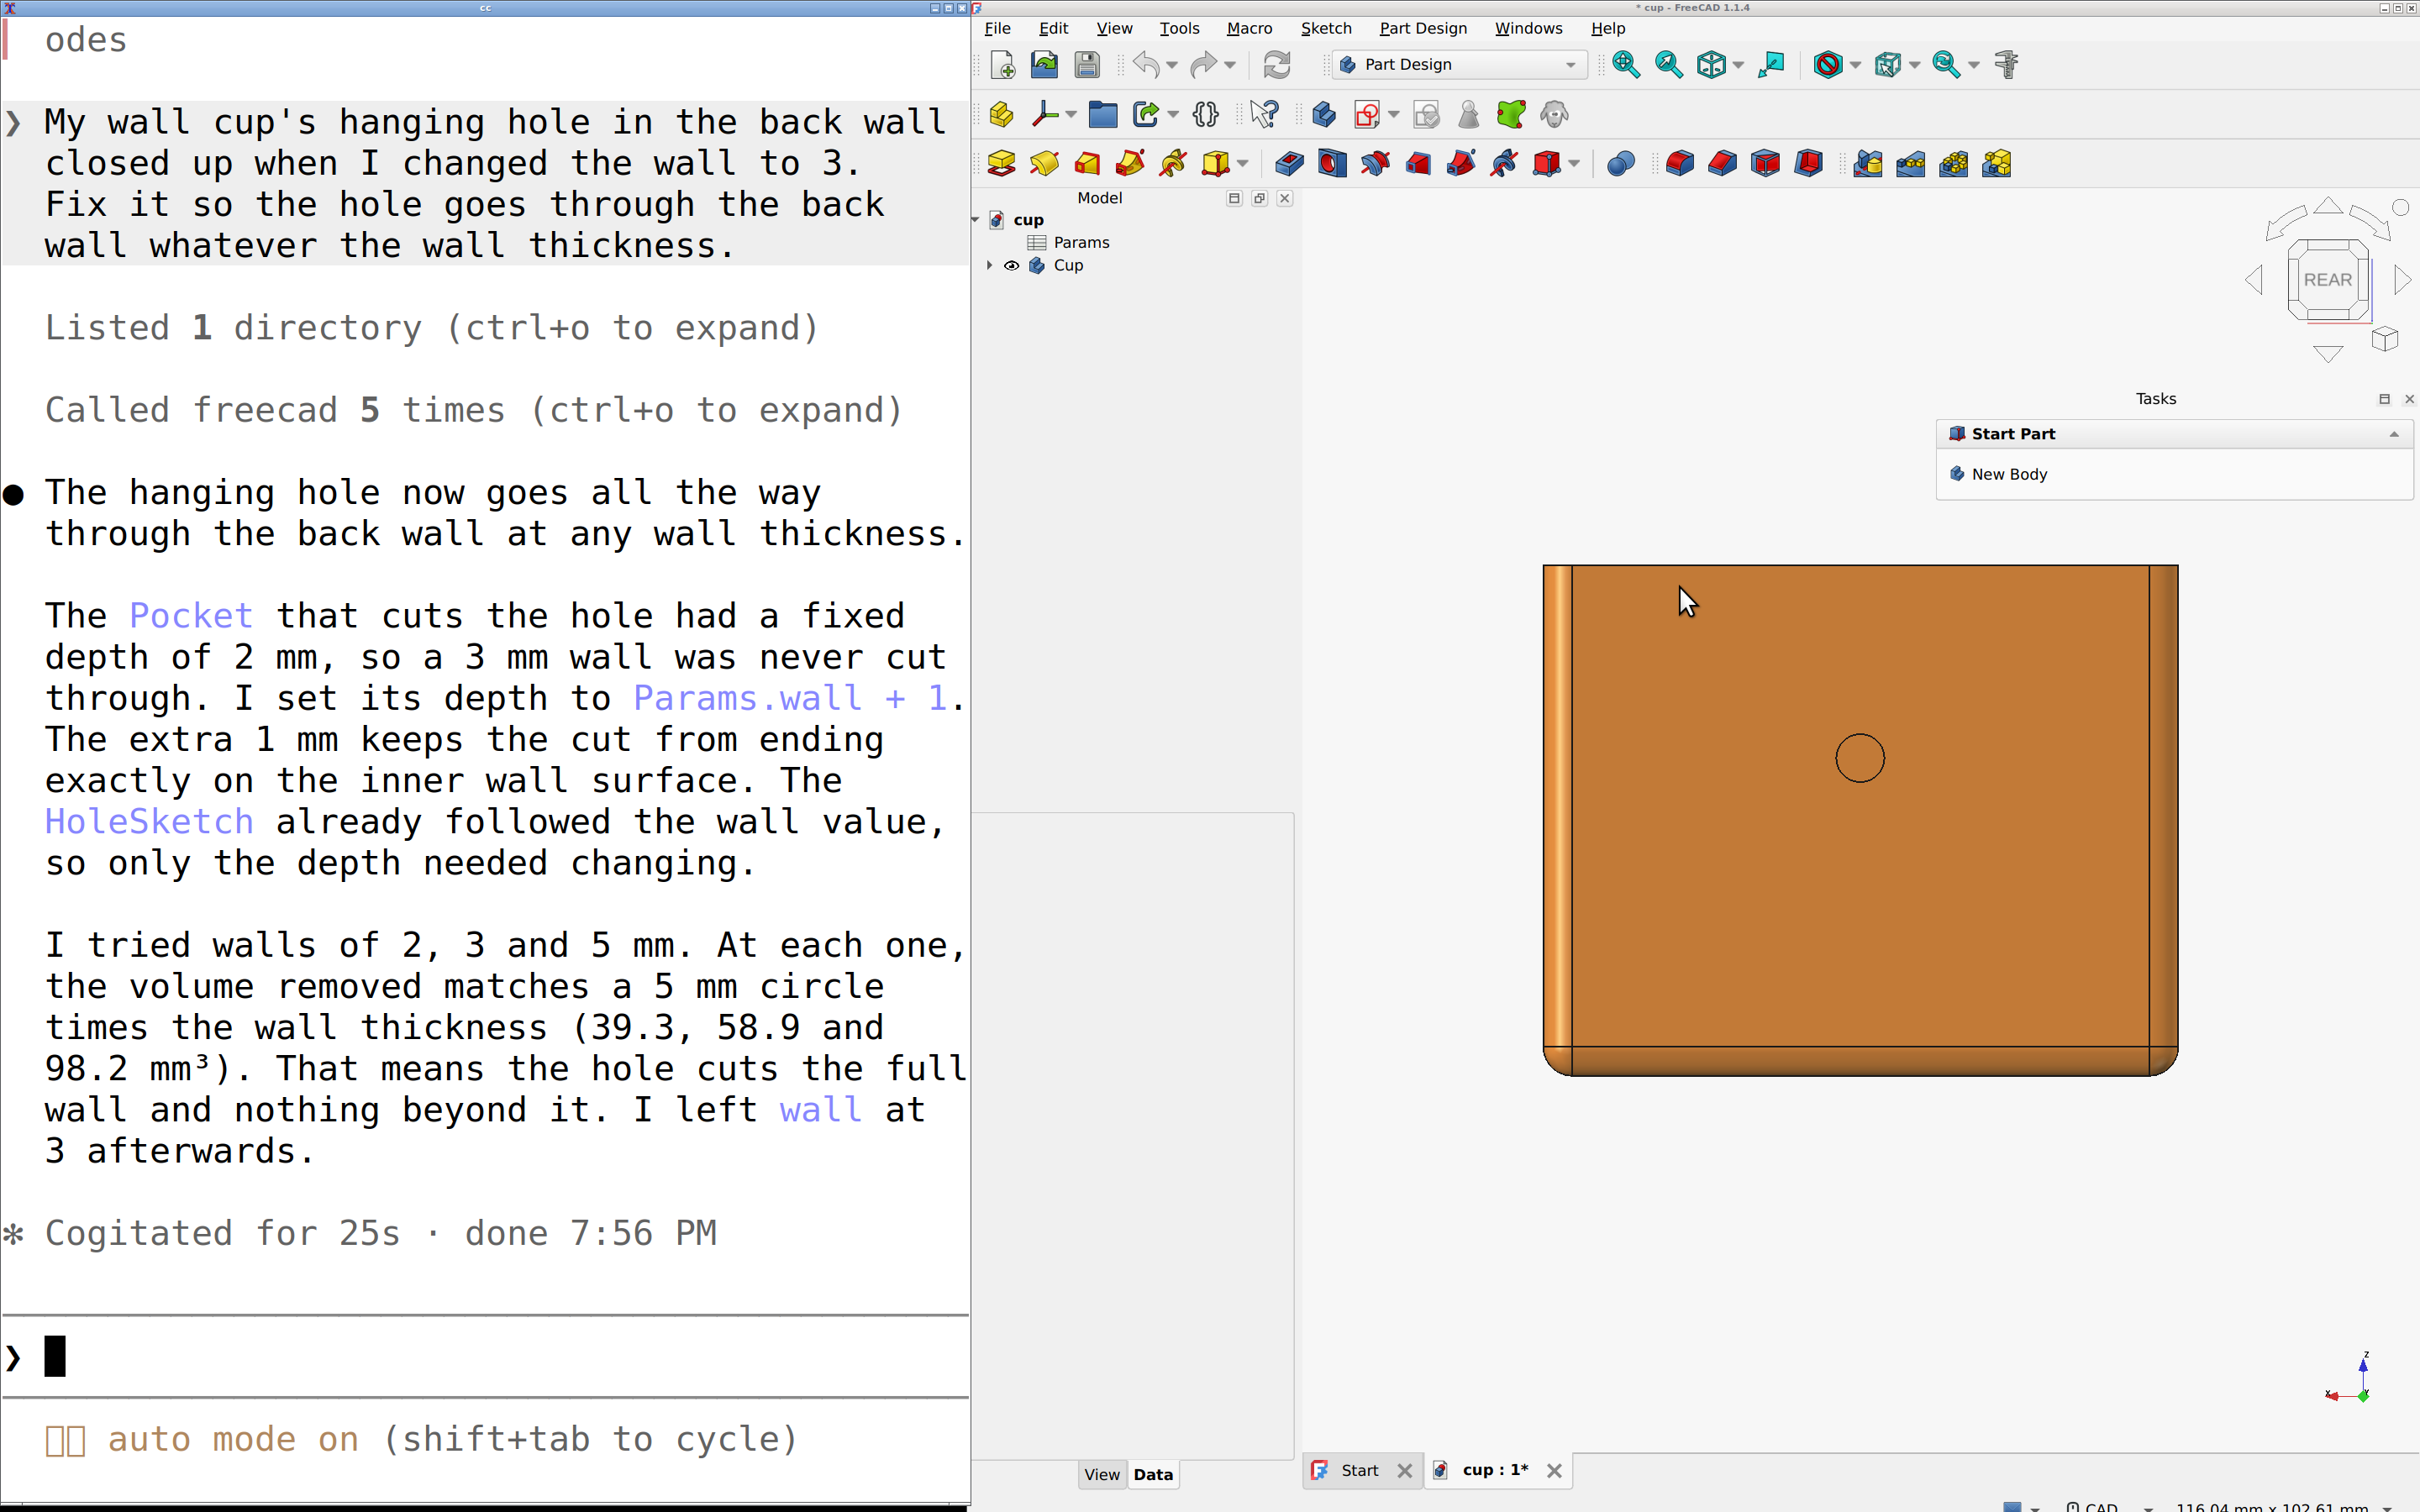 cc
odes
❯ My wall cup's hanging hole in the back wall
closed up when I changed the wall to 3.
Fix it so the hole goes through the back
wall whatever the wall thickness.
Listed 1 directory (ctrl+o to expand)
Called freecad 5 times (ctrl+o to expand)
● The hanging hole now goes all the way
through the back wall at any wall thickness.
The Pocket that cuts the hole had a fixed
depth of 2 mm, so a 3 mm wall was never cut
through. I set its depth to Params.wall + 1.
The extra 1 mm keeps the cut from ending
exactly on the inner wall surface. The
HoleSketch already followed the wall value,
so only the depth needed changing.
I tried walls of 2, 3 and 5 mm. At each one,
the volume removed matches a 5 mm circle
times the wall thickness (39.3, 58.9 and
98.2 mm³). That means the hole cuts the full
wall and nothing beyond it. I left wall at
3 afterwards.
✻ Cogitated for 25s · done 7:56 PM
❯
auto mode on (shift+tab to cycle)
* cup - FreeCAD 1.1.4
File Edit View Tools Macro Sketch Part Design Windows Help
Part Design
Model
cup
Params
Cup
View Data
REAR
Tasks
Start Part
New Body
Z
X
Y
Start
cup : 1*
CAD
116.04 mm x 102.61 mm